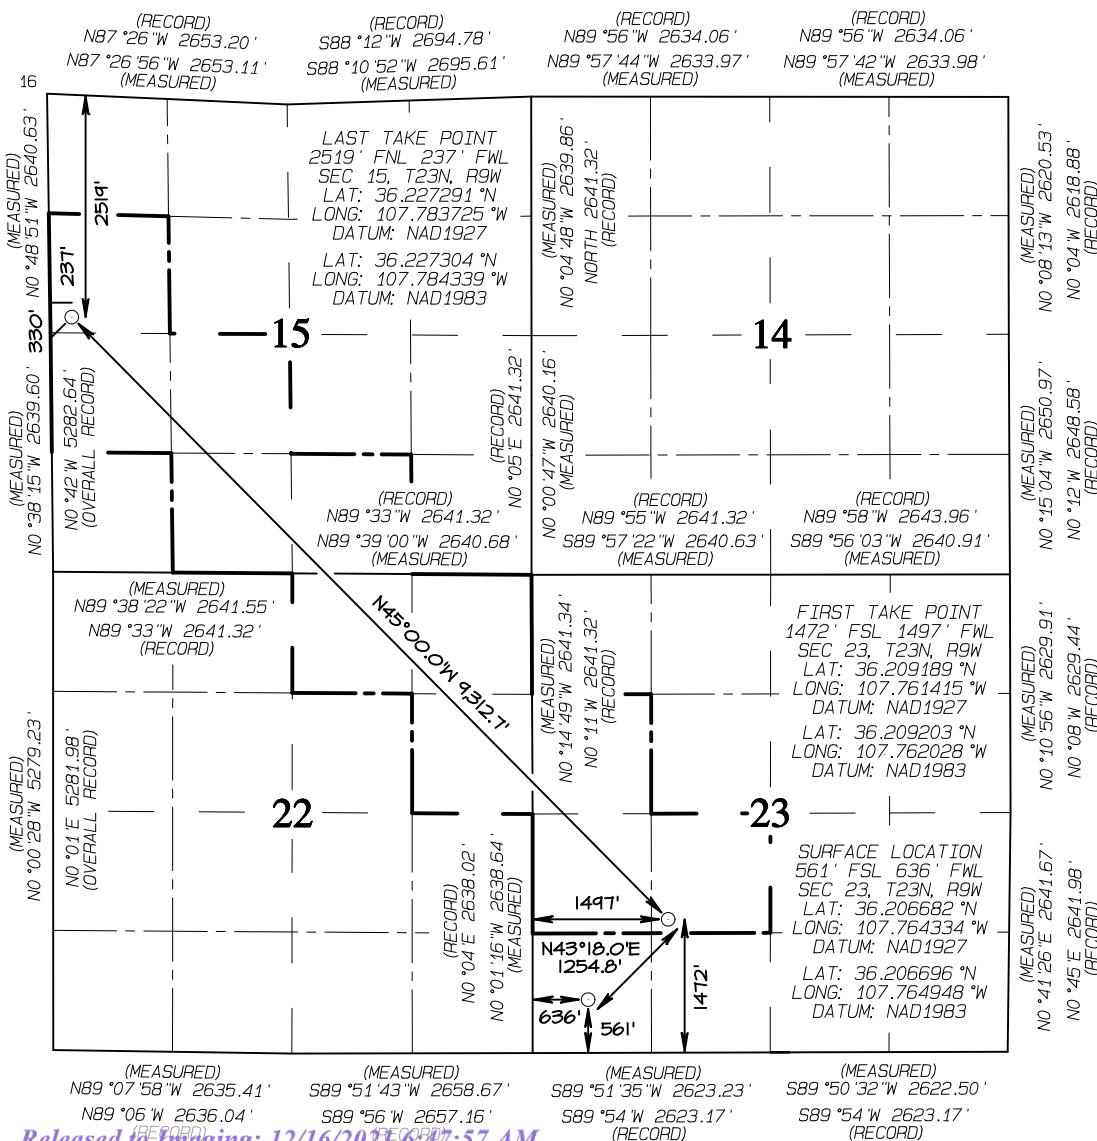 (RECORD)
N87°26"W 2653.20'
N87°26'56"W 2653.11'
(MEASURED)
(RECORD)
S88°12"W 2694.78'
S88°10'52"W 2695.61'
(MEASURED)
(RECORD)
N89°56"W 2634.06'
N89°57'44"W 2633.97'
(MEASURED)
(RECORD)
N89°56"W 2634.06'
N89°57'42"W 2633.98'
(MEASURED)
16
(MEASURED)
N0°48'51"W 2640.63'
2519'
237'
330'
LAST TAKE POINT
2519' FNL 237' FWL
SEC 15, T23N, R9W
LAT: 36.227291°N
LONG: 107.783725°W
DATUM: NAD1927
LAT: 36.227304°N
LONG: 107.784339°W
DATUM: NAD1983
(MEASURED)
N0°04'48"W 2639.86'
NORTH 2641.32'
(RECORD)
(MEASURED)
N0°08'13"W 2620.53'
N0°04'W 2618.88'
(RECORD)
15
14
(MEASURED)
N0°38'15"W 2639.60'
N0°42'W 5282.64'
(OVERALL RECORD)
(RECORD)
N0°05'E 2641.32'
N0°00'47"W 2640.16'
(MEASURED)
(MEASURED)
N0°15'04"W 2650.97'
N0°12'W 2648.58'
(RECORD)
(RECORD)
N89°33"W 2641.32'
N89°39'00"W 2640.68'
(MEASURED)
(RECORD)
N89°55"W 2641.32'
S89°57'22"W 2640.63'
(MEASURED)
(RECORD)
N89°58"W 2643.96'
S89°56'03"W 2640.91'
(MEASURED)
(MEASURED)
N89°38'22"W 2641.55'
N89°33"W 2641.32'
(RECORD)
N45°00.0'W 9,312.7'
(MEASURED)
N0°14'49"W 2641.34'
N0°11'W 2641.32'
(RECORD)
FIRST TAKE POINT
1472' FSL 1497' FWL
SEC 23, T23N, R9W
LAT: 36.209189°N
LONG: 107.761415°W
DATUM: NAD1927
LAT: 36.209203°N
LONG: 107.762028°W
DATUM: NAD1983
(MEASURED)
N0°10'56"W 2629.91'
N0°08'W 2629.44'
(RECORD)
(MEASURED)
N0°00'28"W 5279.23'
N0°01'E 5281.98'
(OVERALL RECORD)
22
23
(RECORD)
N0°04'E 2638.02'
N0°01'16"W 2638.64'
(MEASURED)
SURFACE LOCATION
561' FSL 636' FWL
SEC 23, T23N, R9W
LAT: 36.206682°N
LONG: 107.764334°W
DATUM: NAD1927
LAT: 36.206696°N
LONG: 107.764948°W
DATUM: NAD1983
(MEASURED)
N0°41'26"E 2641.67'
N0°45'E 2641.98'
(RECORD)
1497'
N43°18.0'E
1254.8'
1472'
636'
561'
(MEASURED)
N89°07'58"W 2635.41'
N89°06"W 2636.04'
(RECORD)
(MEASURED)
S89°51'43"W 2658.67'
S89°56"W 2657.16'
(RECORD)
(MEASURED)
S89°51'35"W 2623.23'
S89°54"W 2623.17'
(RECORD)
(MEASURED)
S89°50'32"W 2622.50'
S89°54"W 2623.17'
(RECORD)
Released to Imaging: 12/16/2021 6:47:57 AM